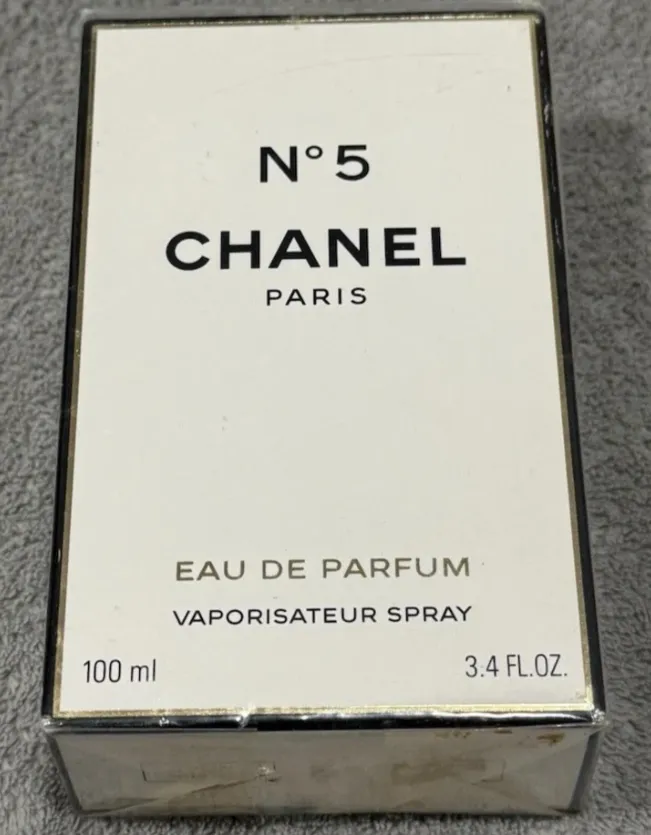 N° 5
CHANEL
PARIS
EAU DE PARFUM
VAPORISATEUR SPRAY
100 ml 3.4 FL.OZ.